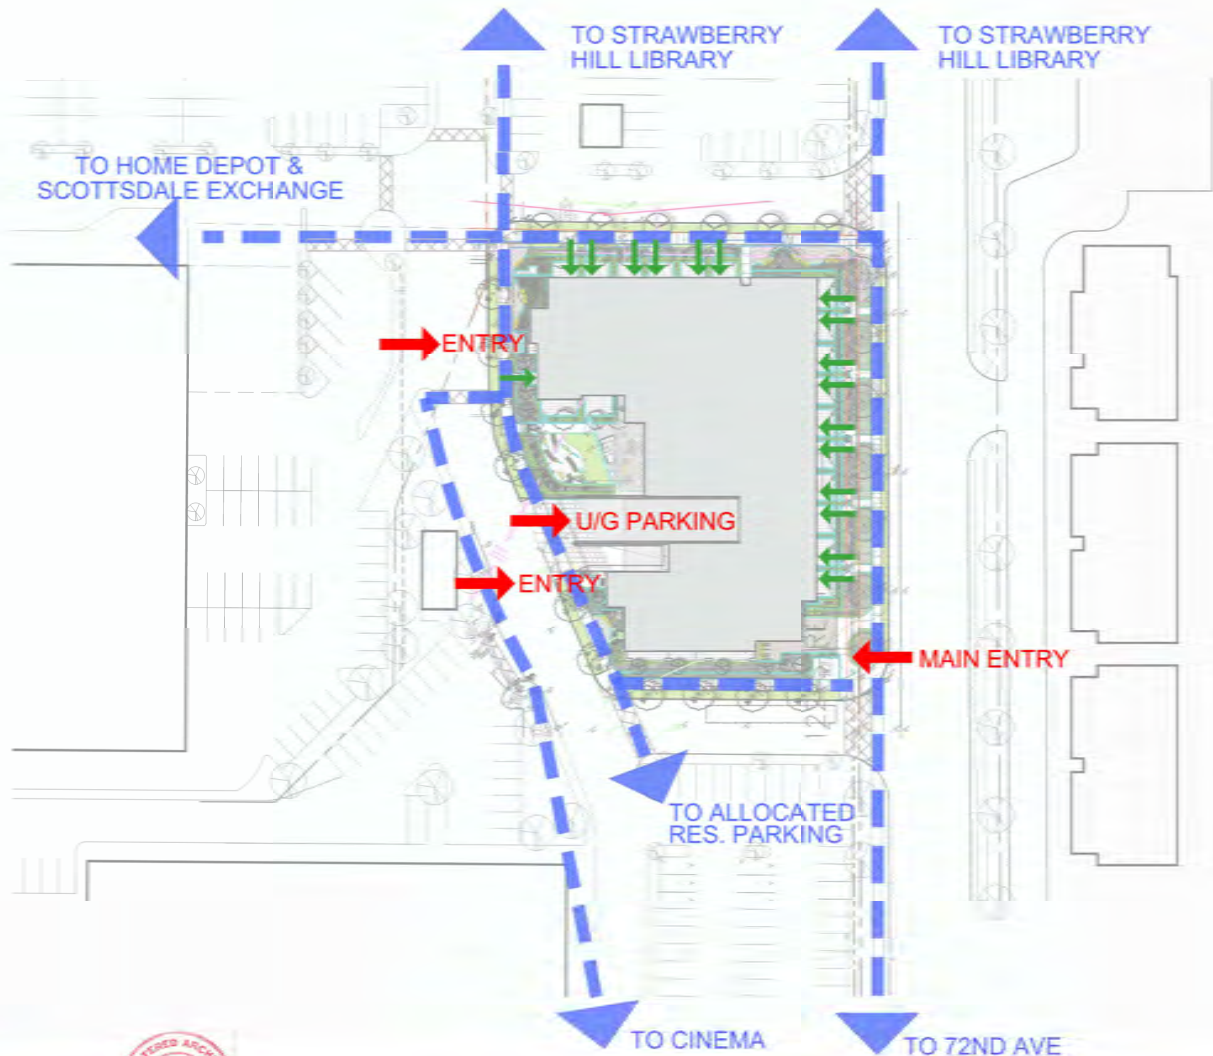 TO STRAWBERRY
HILL LIBRARY
TO STRAWBERRY
HILL LIBRARY
TO HOME DEPOT &
SCOTTSDALE EXCHANGE
ENTRY
U/G PARKING
ENTRY
MAIN ENTRY
TO ALLOCATED
RES. PARKING
TO CINEMA
TO 72ND AVE